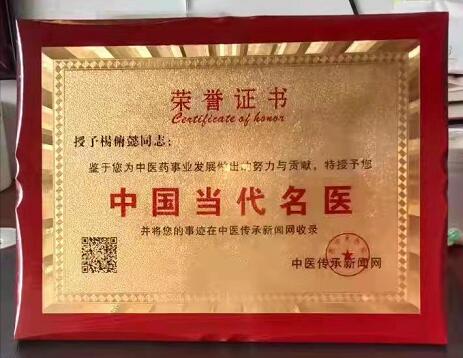 荣誉证书
Certificate of honor
授予杨俯懿同志：
鉴于您为中医药事业发展做出的努力与贡献，特授予您
中国当代名医
并将您的事迹在中医传承新闻网收录
中医传承新闻网